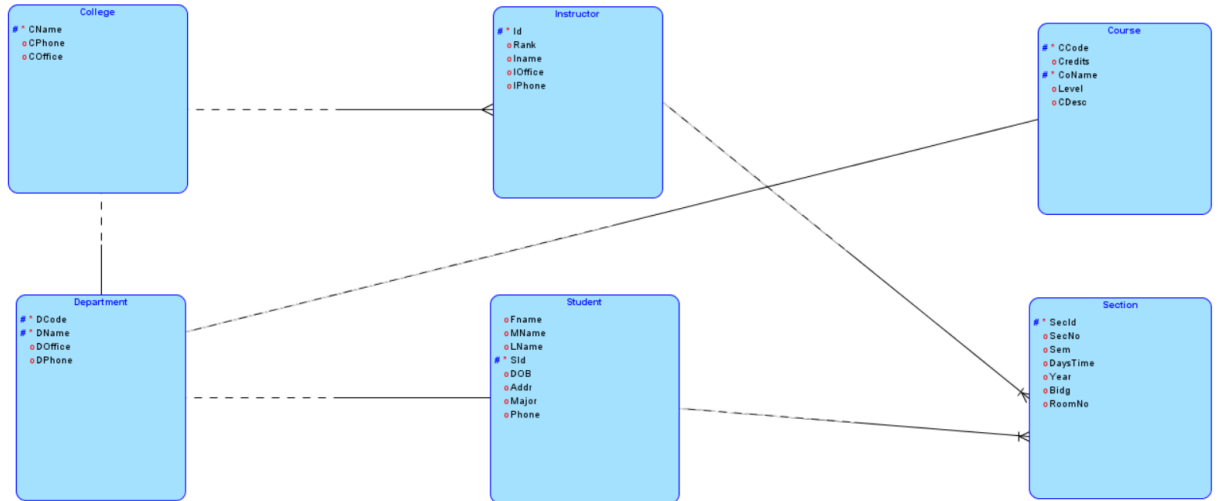 College
# * CName
o CPhone
o COffice
Instructor
# * Id
o Rank
o Iname
o IOffice
o IPhone
Course
# * CCode
o Credits
# * CoName
o Level
o CDesc
Department
# * DCode
# * DName
o DOffice
o DPhone
Student
o Fname
o MName
o LName
# * SId
o DOB
o Addr
o Major
o Phone
Section
# * SecId
o SecNo
o Sem
o DaysTime
o Year
o Bidg
o RoomNo